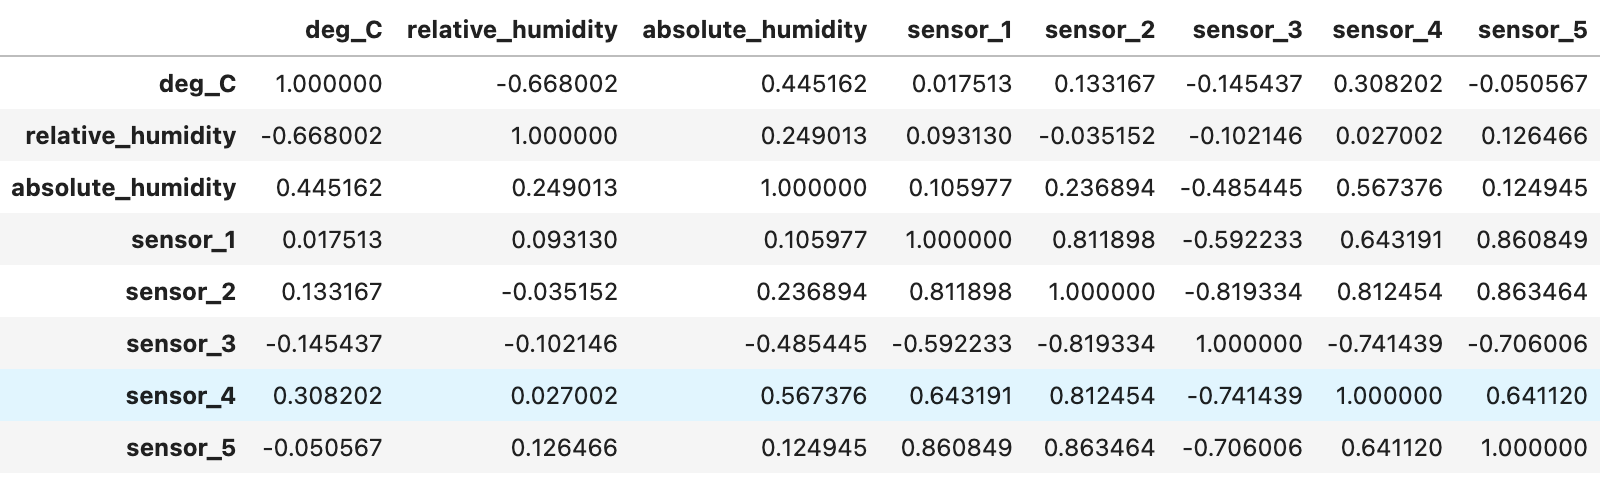 deg_C relative_humidity absolute_humidity sensor_1 sensor_2 sensor_3 sensor_4 sensor_5
deg_C 1.000000 -0.668002 0.445162 0.017513 0.133167 -0.145437 0.308202 -0.050567
relative_humidity -0.668002 1.000000 0.249013 0.093130 -0.035152 -0.102146 0.027002 0.126466
absolute_humidity 0.445162 0.249013 1.000000 0.105977 0.236894 -0.485445 0.567376 0.124945
sensor_1 0.017513 0.093130 0.105977 1.000000 0.811898 -0.592233 0.643191 0.860849
sensor_2 0.133167 -0.035152 0.236894 0.811898 1.000000 -0.819334 0.812454 0.863464
sensor_3 -0.145437 -0.102146 -0.485445 -0.592233 -0.819334 1.000000 -0.741439 -0.706006
sensor_4 0.308202 0.027002 0.567376 0.643191 0.812454 -0.741439 1.000000 0.641120
sensor_5 -0.050567 0.126466 0.124945 0.860849 0.863464 -0.706006 0.641120 1.000000